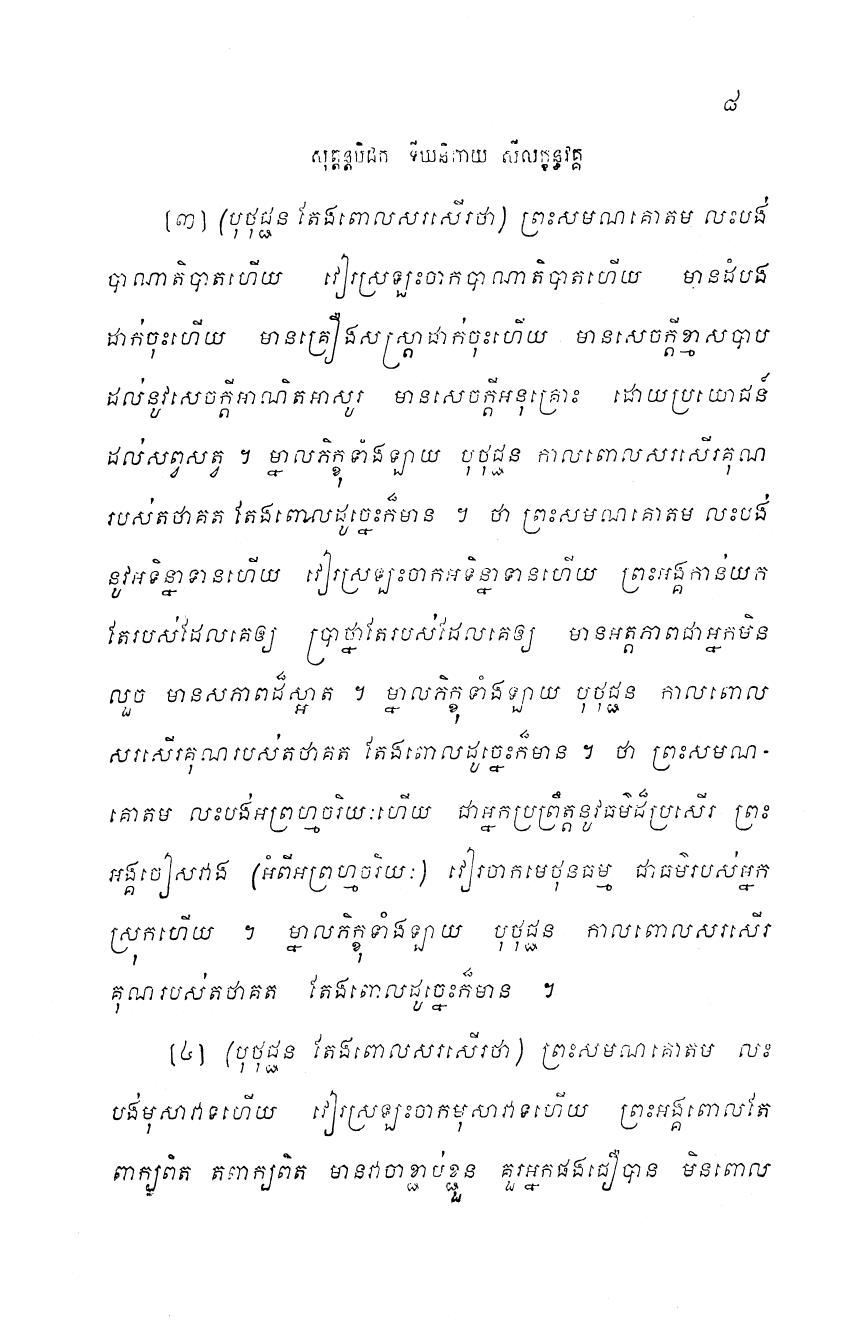 ៨
សុត្តន្តបិដក ទីឃនិកាយ សីលក្ខន្ធវគ្គ
[៣] (បុថុជ្ជន តែងពោលសរសើរថា) ព្រះសមណគោតម លះបង់
បាណាតិបាតហើយ វៀរស្រឡះចាកបាណាតិបាតហើយ មានដំបង
ដាក់ចុះហើយ មានគ្រឿងសស្ត្រាដាក់ចុះហើយ មានសេចក្តីខ្មាសបាប
ដល់នូវសេចក្តីអាណិតអាសូរ មានសេចក្តីអនុគ្រោះ ដោយប្រយោជន៍
ដល់សព្វសត្វ ។ ម្នាលភិក្ខុទាំងឡាយ បុថុជ្ជន កាលពោលសរសើរគុណ
របស់តថាគត តែងពោលដូច្នេះក៏មាន ។ ថា ព្រះសមណគោតម លះបង់
នូវអទិន្នាទានហើយ វៀរស្រឡះចាកអទិន្នាទានហើយ ព្រះអង្គកាន់យក
តែរបស់ដែលគេឲ្យ ប្រាថ្នាតែរបស់ដែលគេឲ្យ មានអត្តភាពជាអ្នកមិន
លួច មានសភាពដ៏ស្អាត ។ ម្នាលភិក្ខុទាំងឡាយ បុថុជ្ជន កាលពោល
សរសើរគុណរបស់តថាគត តែងពោលដូច្នេះក៏មាន ។ ថា ព្រះសមណ-
គោតម លះបង់អព្រហ្មចរិយៈហើយ ជាអ្នកប្រព្រឹត្តនូវធម៌ដ៏ប្រសើរ ព្រះ
អង្គចៀសវាង (អំពីអព្រហ្មចរិយៈ) វៀរចាកមេថុនធម្ម ជាធម៌របស់អ្នក
ស្រុកហើយ ។ ម្នាលភិក្ខុទាំងឡាយ បុថុជ្ជន កាលពោលសរសើរ
គុណរបស់តថាគត តែងពោលដូច្នេះក៏មាន ។
[៤] (បុថុជ្ជន តែងពោលសរសើរថា) ព្រះសមណគោតម លះ
បង់មុសាវាទហើយ វៀរស្រឡះចាកមុសាវាទហើយ ព្រះអង្គពោលតែ
ពាក្យពិត តពាក្យពិត មានវាចាខ្ជាប់ខ្ជួន គួរអ្នកផងជឿបាន មិនពោល